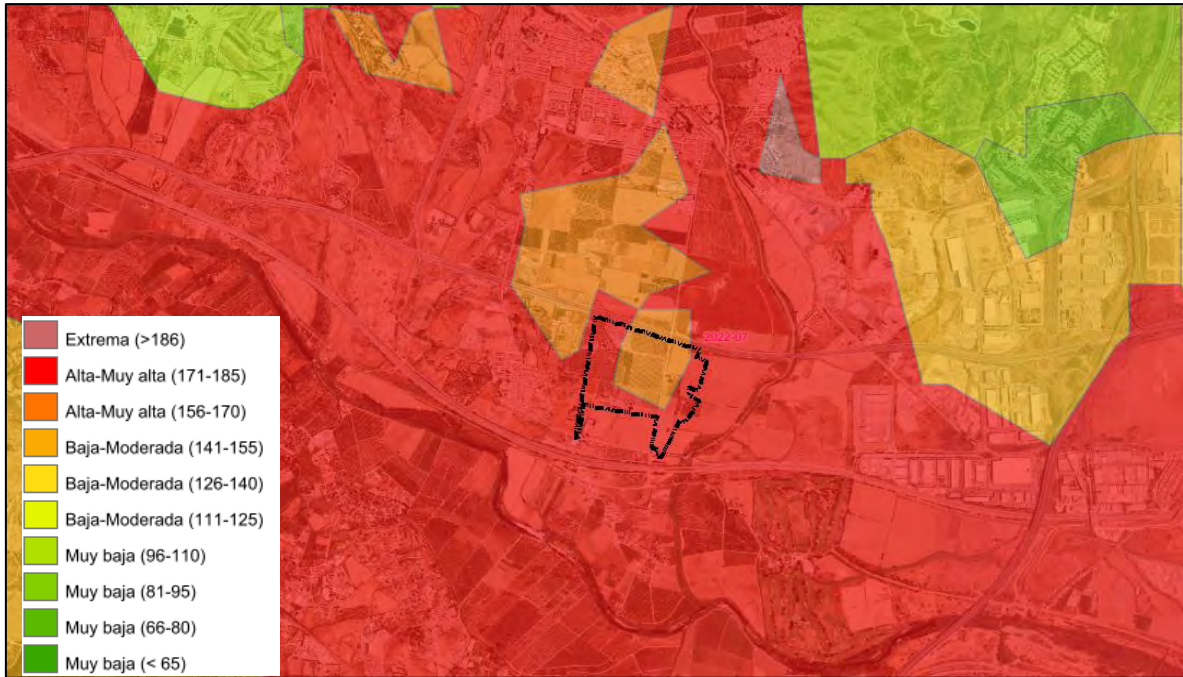 2022-07
Extrema (>186)
Alta-Muy alta (171-185)
Alta-Muy alta (156-170)
Baja-Moderada (141-155)
Baja-Moderada (126-140)
Baja-Moderada (111-125)
Muy baja (96-110)
Muy baja (81-95)
Muy baja (66-80)
Muy baja (< 65)